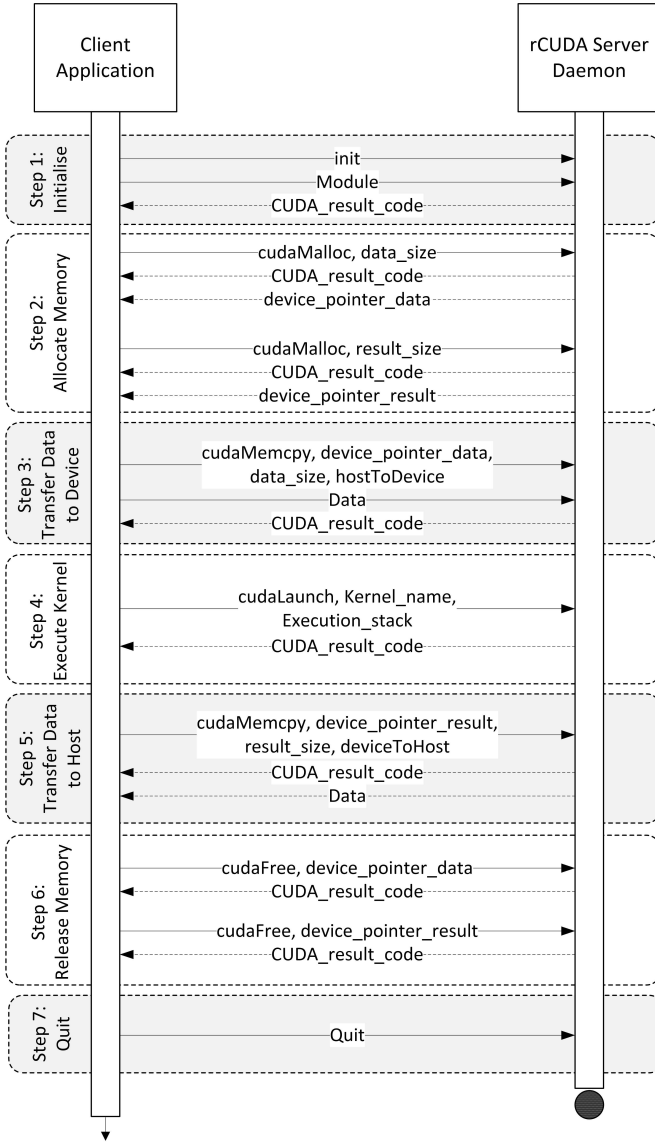 Client
Application
rCUDA Server
Daemon
Step 1:
Initialise
init
Module
CUDA_result_code
Step 2:
Allocate Memory
cudaMalloc, data_size
CUDA_result_code
device_pointer_data
cudaMalloc, result_size
CUDA_result_code
device_pointer_result
Step 3:
Transfer Data
to Device
cudaMemcpy, device_pointer_data,
data_size, hostToDevice
Data
CUDA_result_code
Step 4:
Execute Kernel
cudaLaunch, Kernel_name,
Execution_stack
CUDA_result_code
Step 5:
Transfer Data
to Host
cudaMemcpy, device_pointer_result,
result_size, deviceToHost
CUDA_result_code
Data
Step 6:
Release Memory
cudaFree, device_pointer_data
CUDA_result_code
cudaFree, device_pointer_result
CUDA_result_code
Step 7:
Quit
Quit